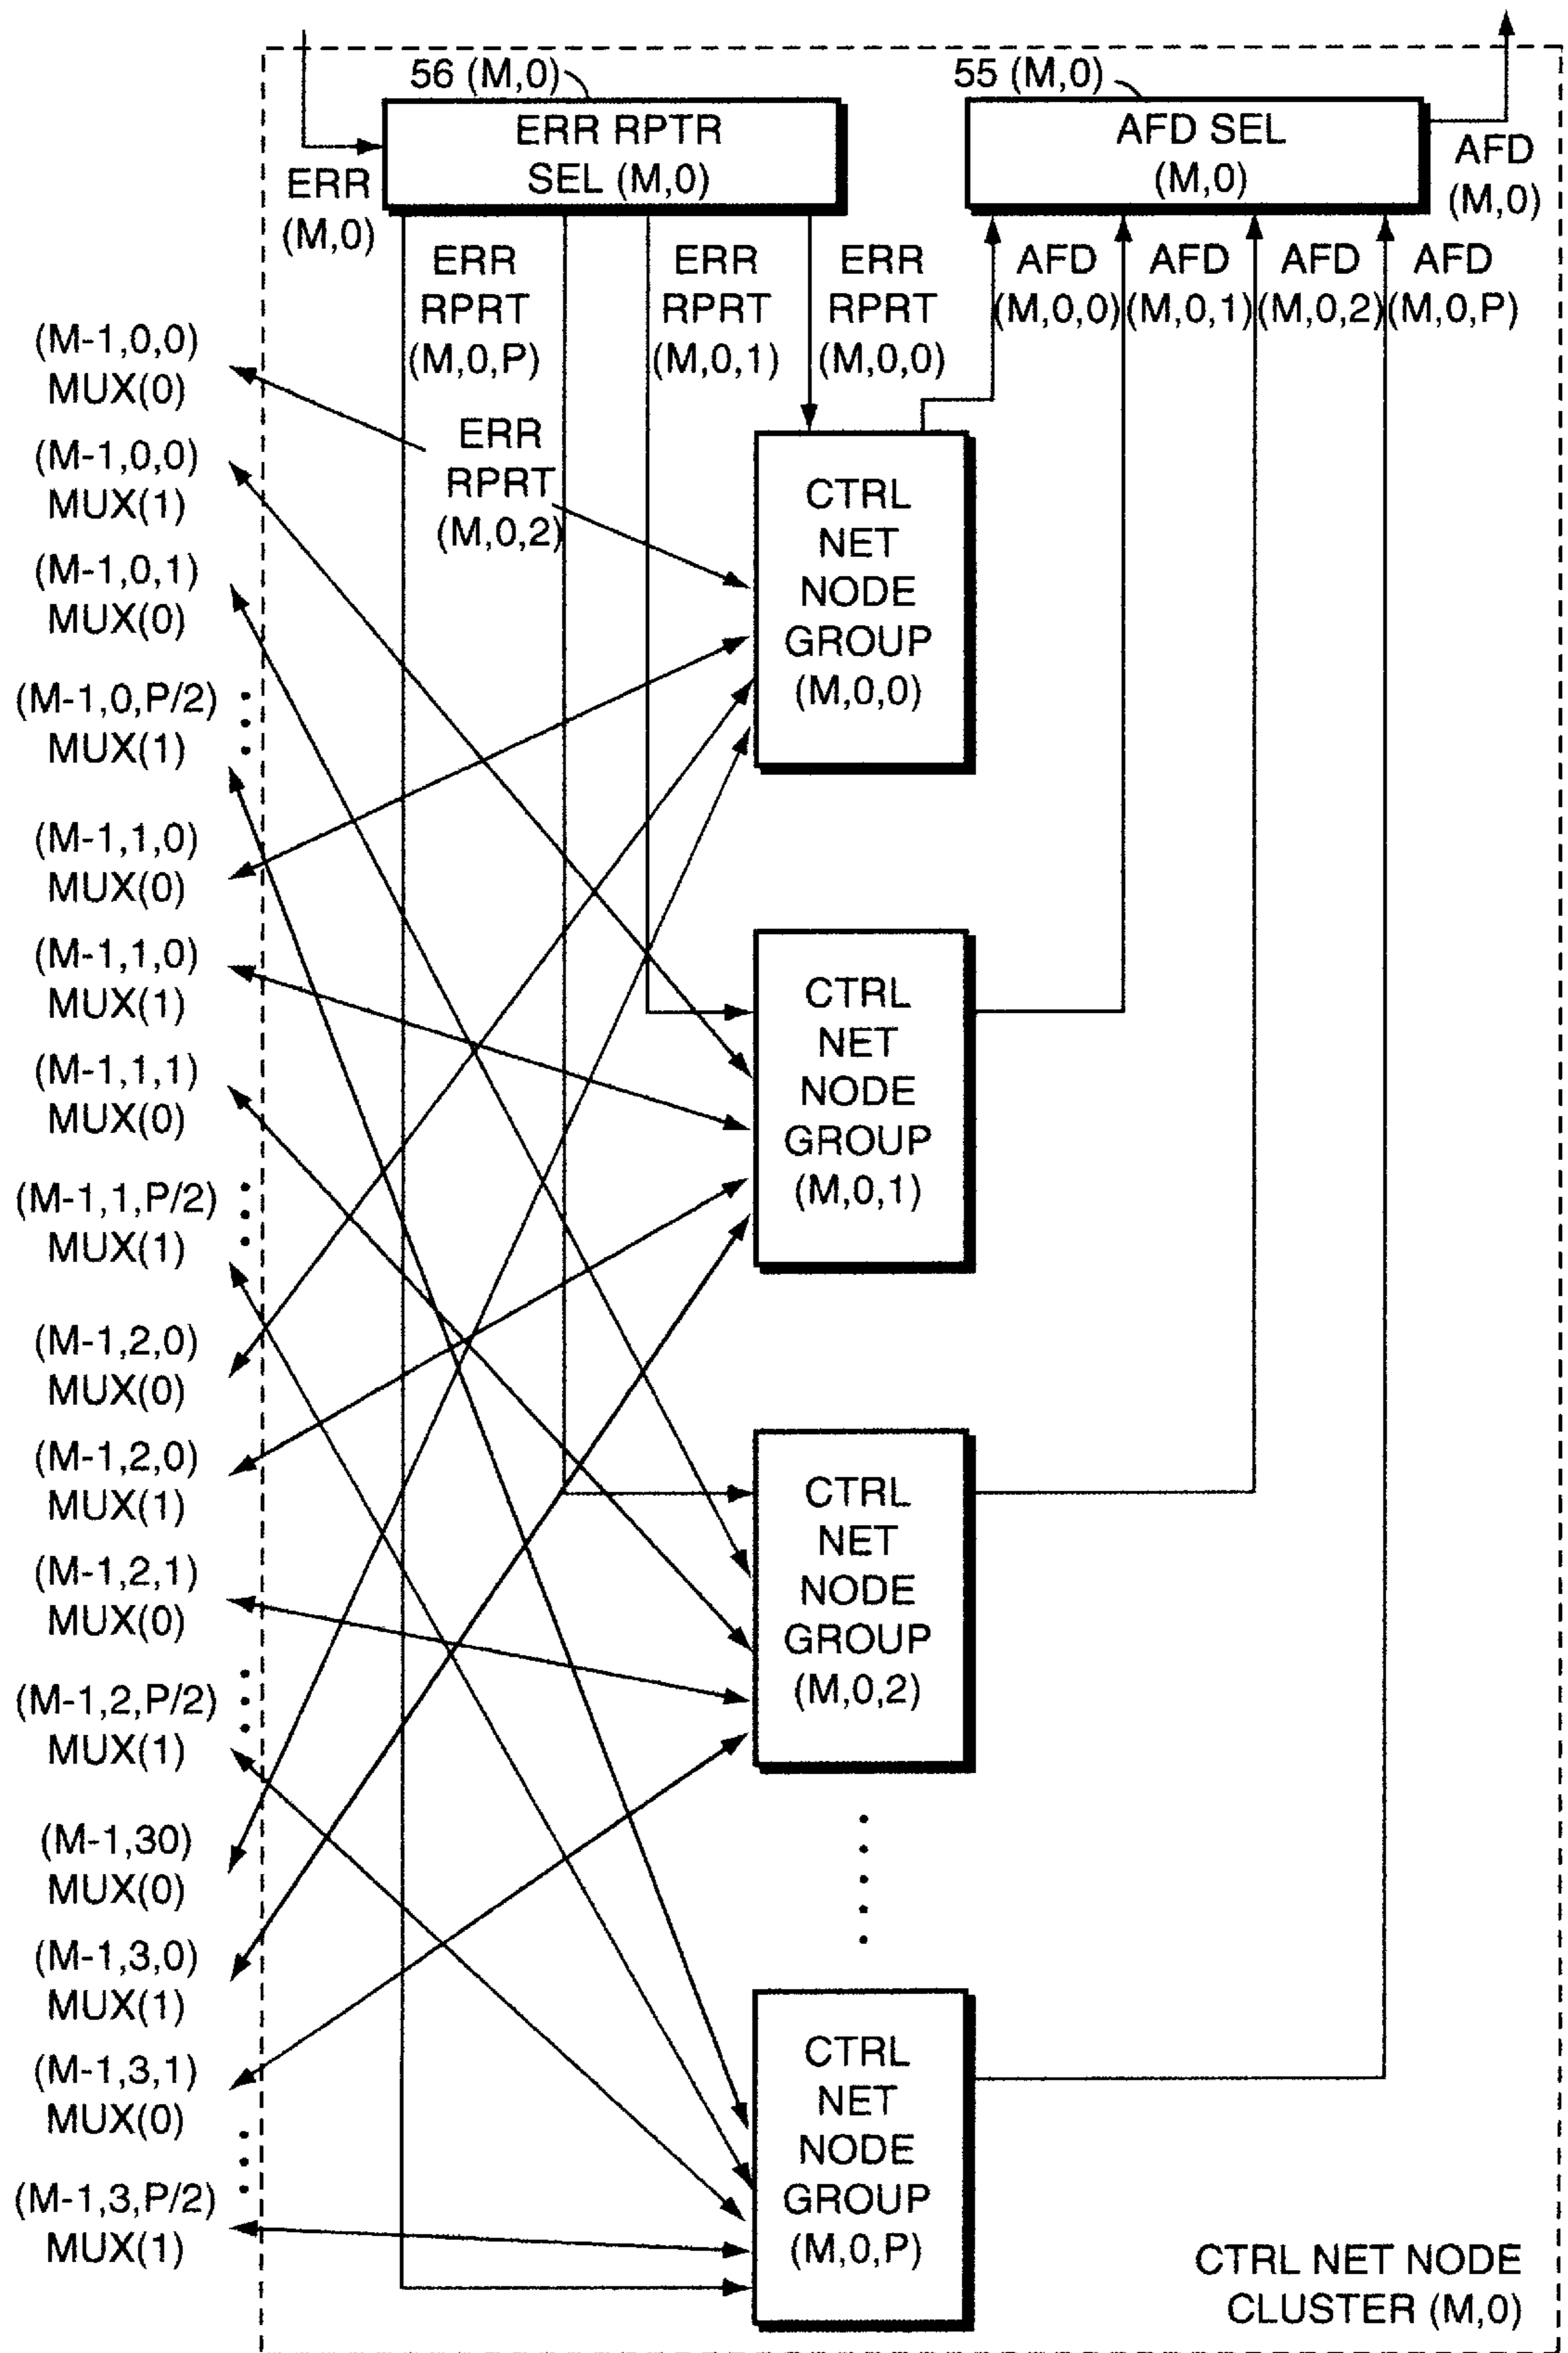 56 (M,0)
55 (M,0)
ERR RPTR
SEL (M,0)
AFD SEL
(M,0)
ERR
(M,0)
AFD
(M,0)
ERR
RPRT
(M,0,P)
ERR
RPRT
(M,0,1)
ERR
RPRT
(M,0,0)
AFD
(M,0,0)
AFD
(M,0,1)
AFD
(M,0,2)
AFD
(M,0,P)
ERR
RPRT
(M,0,2)
(M-1,0,0)
MUX(0)
(M-1,0,0)
MUX(1)
(M-1,0,1)
MUX(0)
(M-1,0,P/2)
MUX(1)
(M-1,1,0)
MUX(0)
(M-1,1,0)
MUX(1)
(M-1,1,1)
MUX(0)
(M-1,1,P/2)
MUX(1)
(M-1,2,0)
MUX(0)
(M-1,2,0)
MUX(1)
(M-1,2,1)
MUX(0)
(M-1,2,P/2)
MUX(1)
(M-1,30)
MUX(0)
(M-1,3,0)
MUX(1)
(M-1,3,1)
MUX(0)
(M-1,3,P/2)
MUX(1)
CTRL
NET
NODE
GROUP
(M,0,0)
CTRL
NET
NODE
GROUP
(M,0,1)
CTRL
NET
NODE
GROUP
(M,0,2)
CTRL
NET
NODE
GROUP
(M,0,P)
CTRL NET NODE
CLUSTER (M,0)